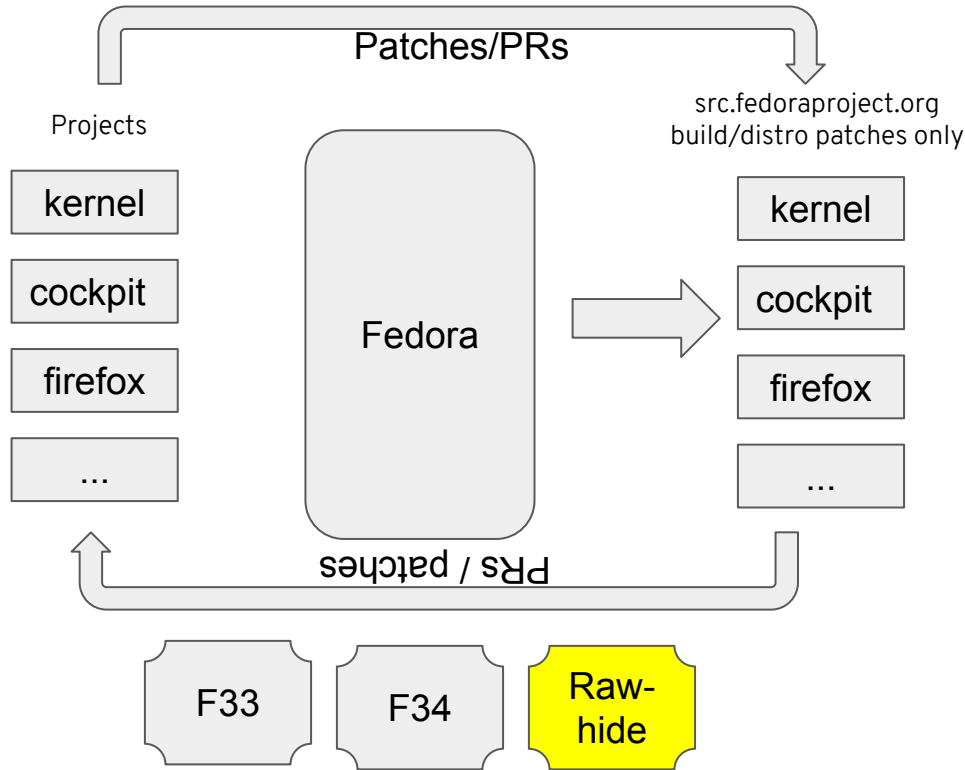 Patches/PRs
Projects
src.fedoraproject.org
build/distro patches only
kernel
cockpit
firefox
...
Fedora
kernel
cockpit
firefox
...
PRs / patches
F33
F34
Raw-
hide